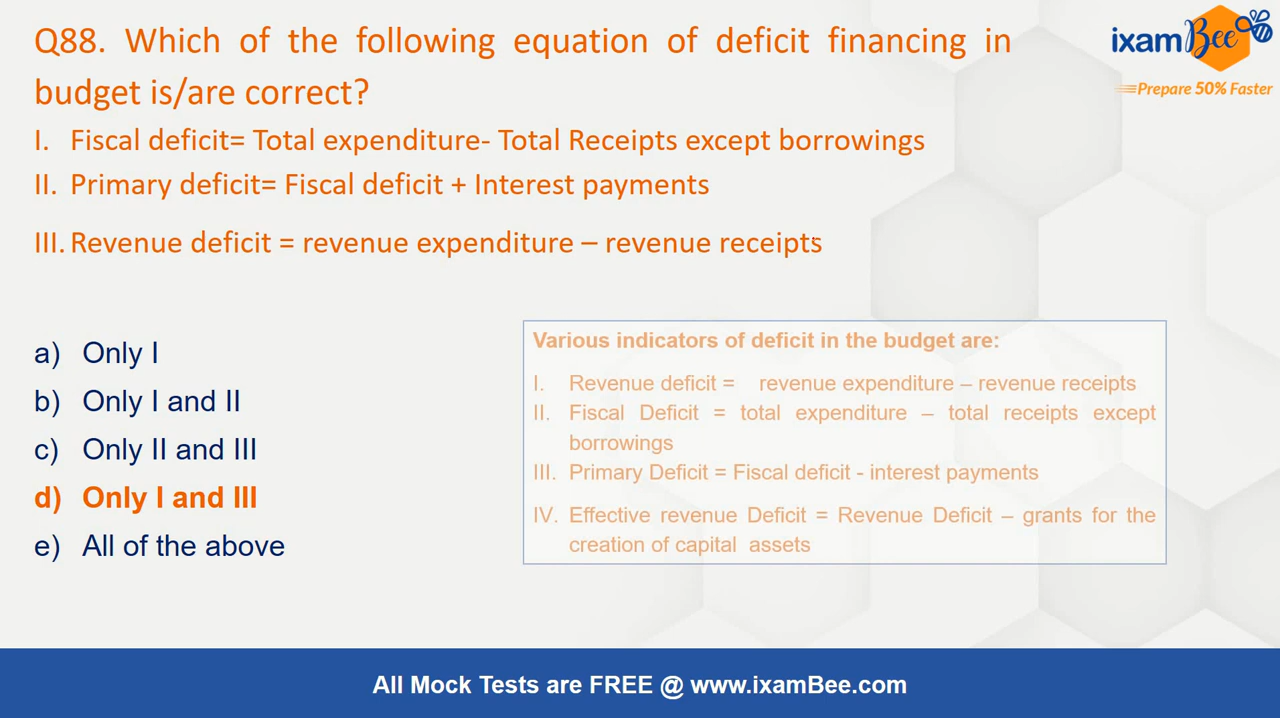 Q88. Which of the following equation of deficit financing in
budget is/are correct?
I. Fiscal deficit= Total expenditure- Total Receipts except borrowings
II. Primary deficit= Fiscal deficit + Interest payments
III. Revenue deficit = revenue expenditure – revenue receipts
ixamBee
Prepare 50% Faster
a) Only I
b) Only I and II
c) Only II and III
d) Only I and III
e) All of the above
Various indicators of deficit in the budget are:
I. Revenue deficit = revenue expenditure – revenue receipts
II. Fiscal Deficit = total expenditure – total receipts except
borrowings
III. Primary Deficit = Fiscal deficit - interest payments
IV. Effective revenue Deficit = Revenue Deficit – grants for the
creation of capital assets
All Mock Tests are FREE @ www.ixamBee.com